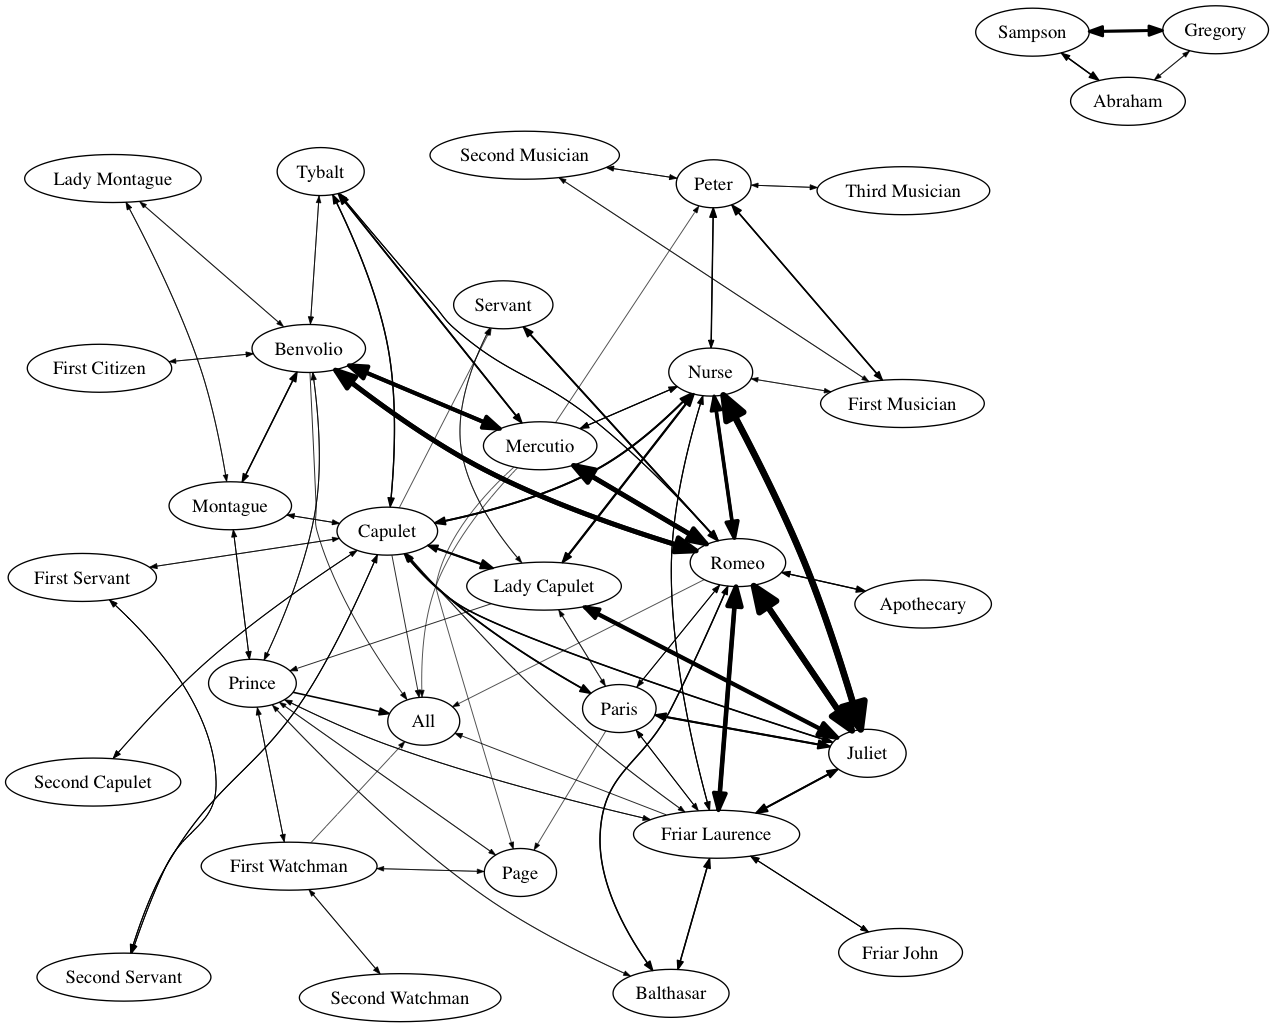 Sampson
Gregory
Abraham
Second Musician
Tybalt
Lady Montague
Peter
Third Musician
Servant
Benvolio
First Citizen
Nurse
First Musician
Mercutio
Montague
Capulet
Romeo
First Servant
Lady Capulet
Apothecary
Prince
Paris
All
Juliet
Second Capulet
Friar Laurence
First Watchman
Page
Friar John
Second Servant
Balthasar
Second Watchman